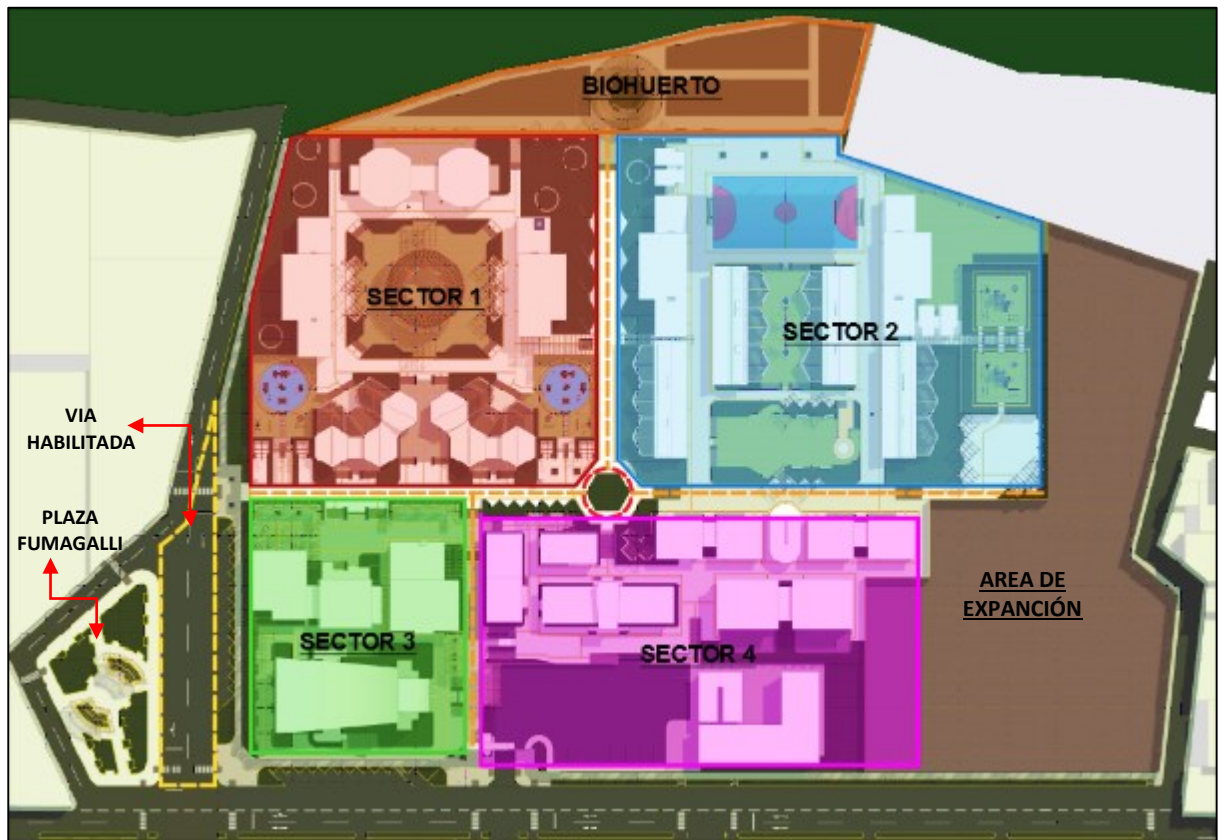 BIOHUERTO
SECTOR 1
SECTOR 2
VIA
HABILITADA
PLAZA
FUMAGALLI
AREA DE
EXPANCIÓN
SECTOR 3
SECTOR 4